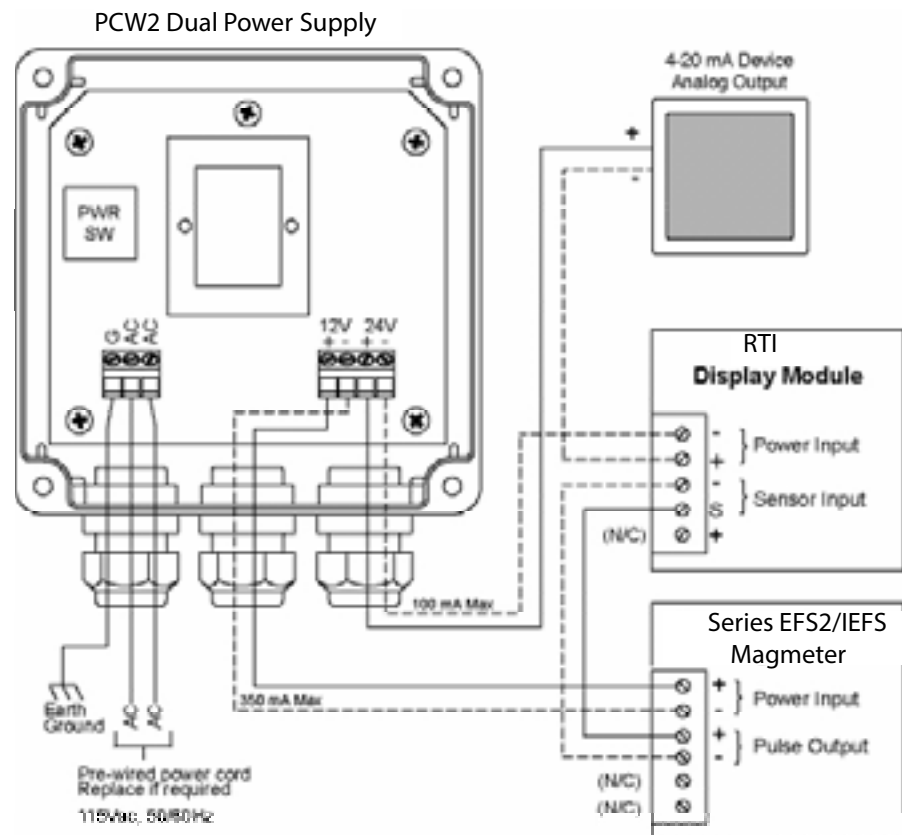 PCW2 Dual Power Supply
4-20 mA Device
Analog Output
+
-
PWR
SW
G
AC
AC
12V 24V
+ - + -
RTI
Display Module
-
+
Power Input
-
S
Sensor Input
(N/C) +
100 mA Max
Series EFS2/IEFS
Magmeter
+
-
Power Input
350 mA Max
+
-
Pulse Output
(N/C)
(N/C)
Earth
Ground
AC
AC
Pre-wired power cord
Replace if required
115Vac, 50/60Hz